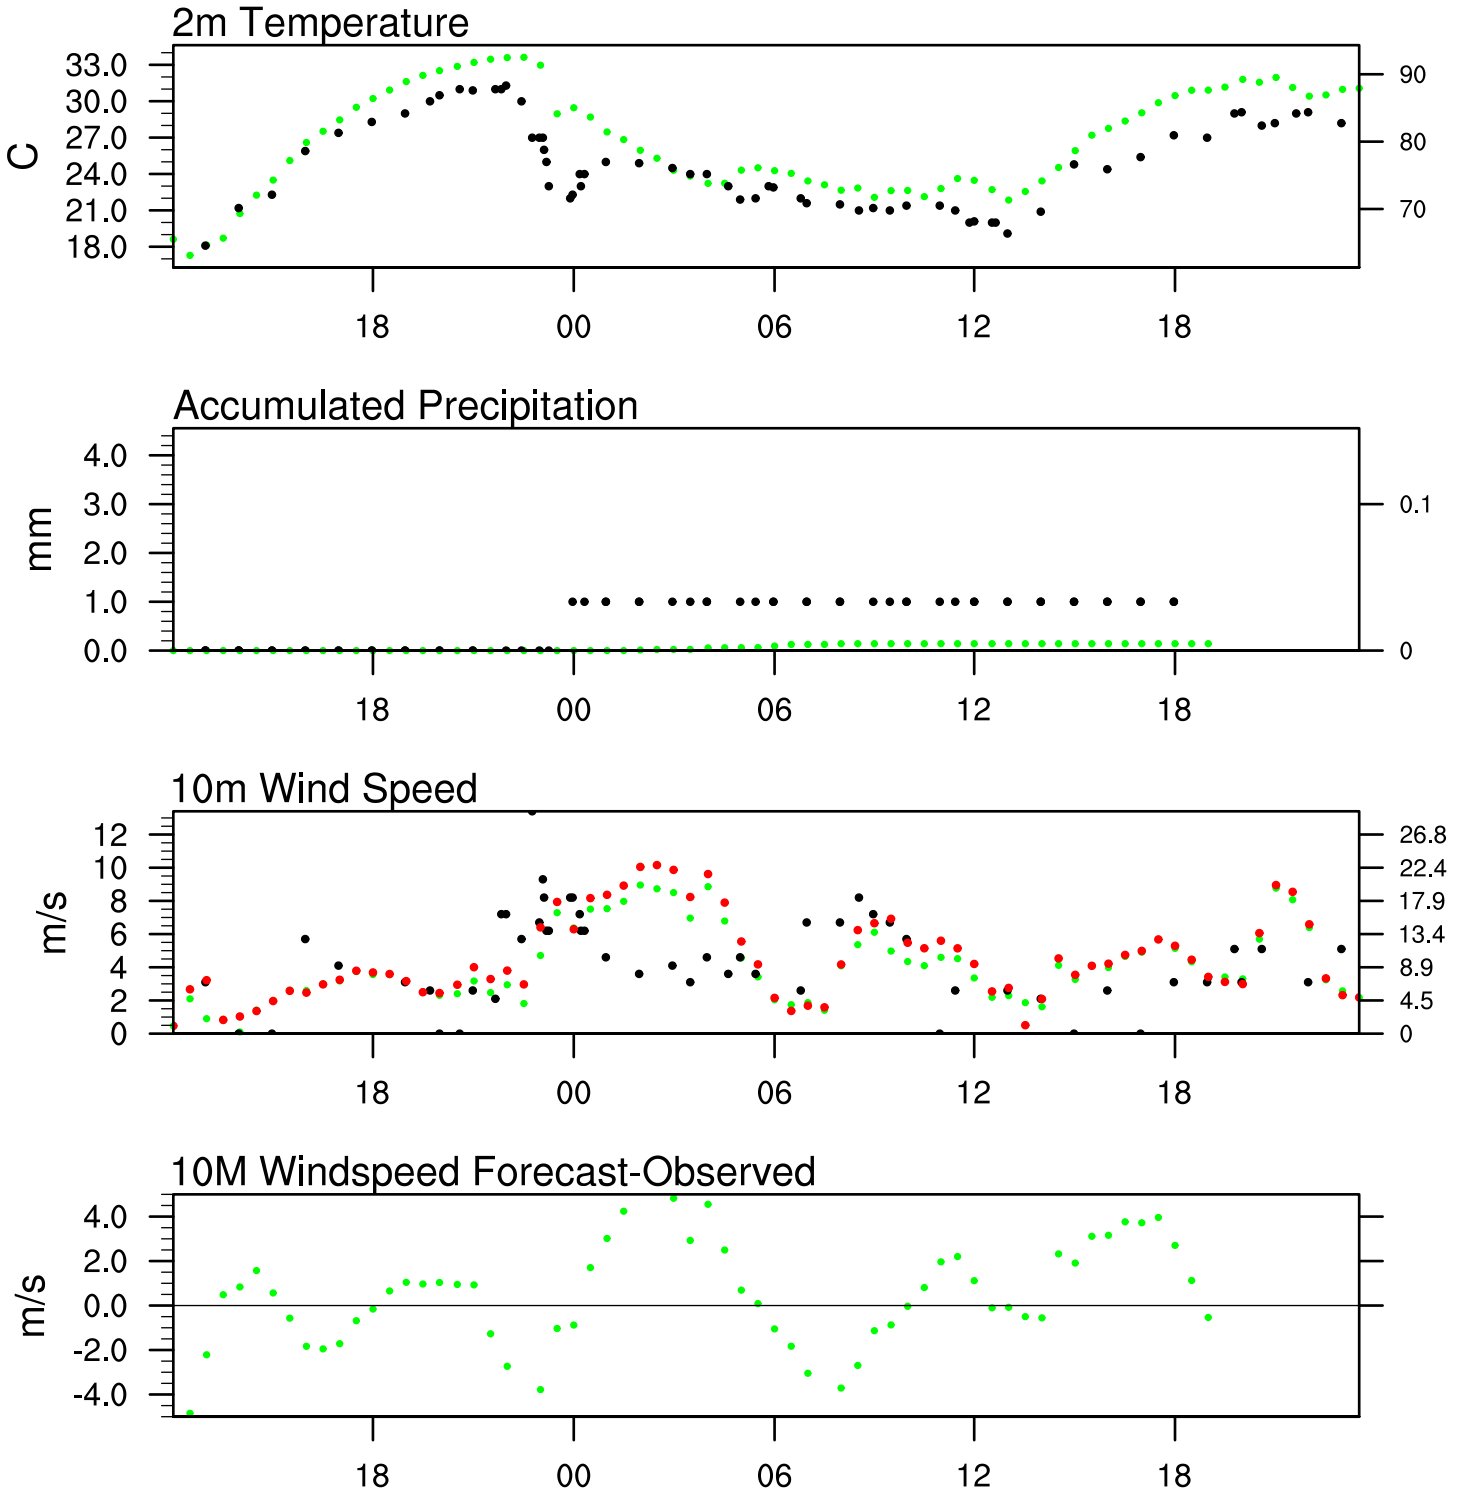 2m Temperature
33.0
30.0
27.0
24.0
21.0
18.0
C
90
80
70
18 00 06 12 18
Accumulated Precipitation
4.0
3.0
2.0
1.0
0.0
mm
0.1
0
18 00 06 12 18
10m Wind Speed
12
10
8
6
4
2
0
m/s
26.8
22.4
17.9
13.4
8.9
4.5
0
18 00 06 12 18
10M Windspeed Forecast-Observed
4.0
2.0
0.0
-2.0
-4.0
m/s
18 00 06 12 18